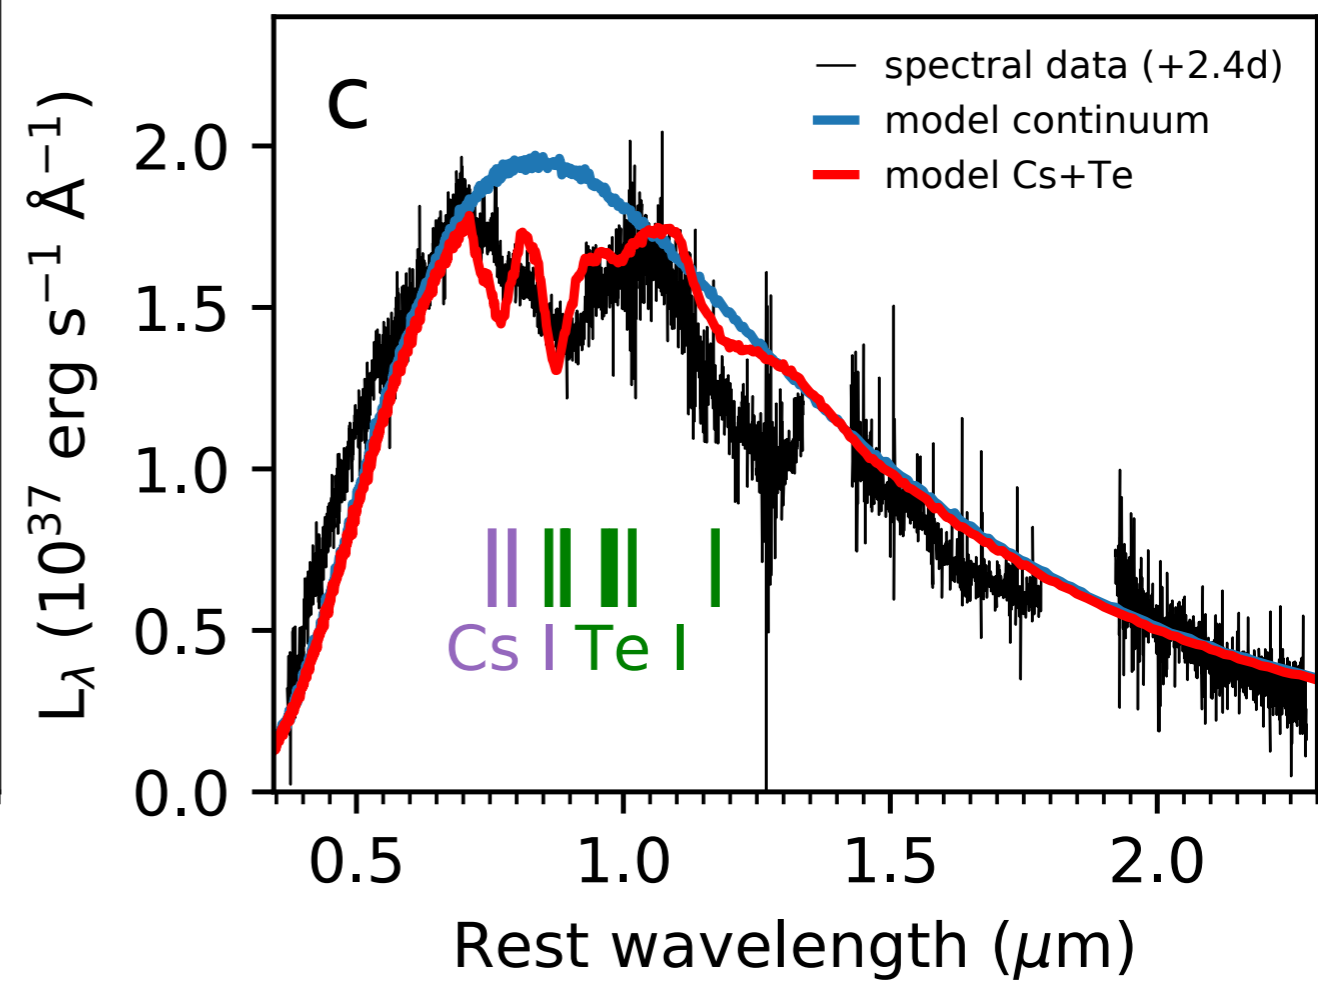 c
spectral data (+2.4d)
model continuum
model Cs+Te
L_λ (10^37 erg s^−1 Å^−1)
2.0
1.5
1.0
0.5
0.0
Cs I Te I
0.5 1.0 1.5 2.0
Rest wavelength (μm)